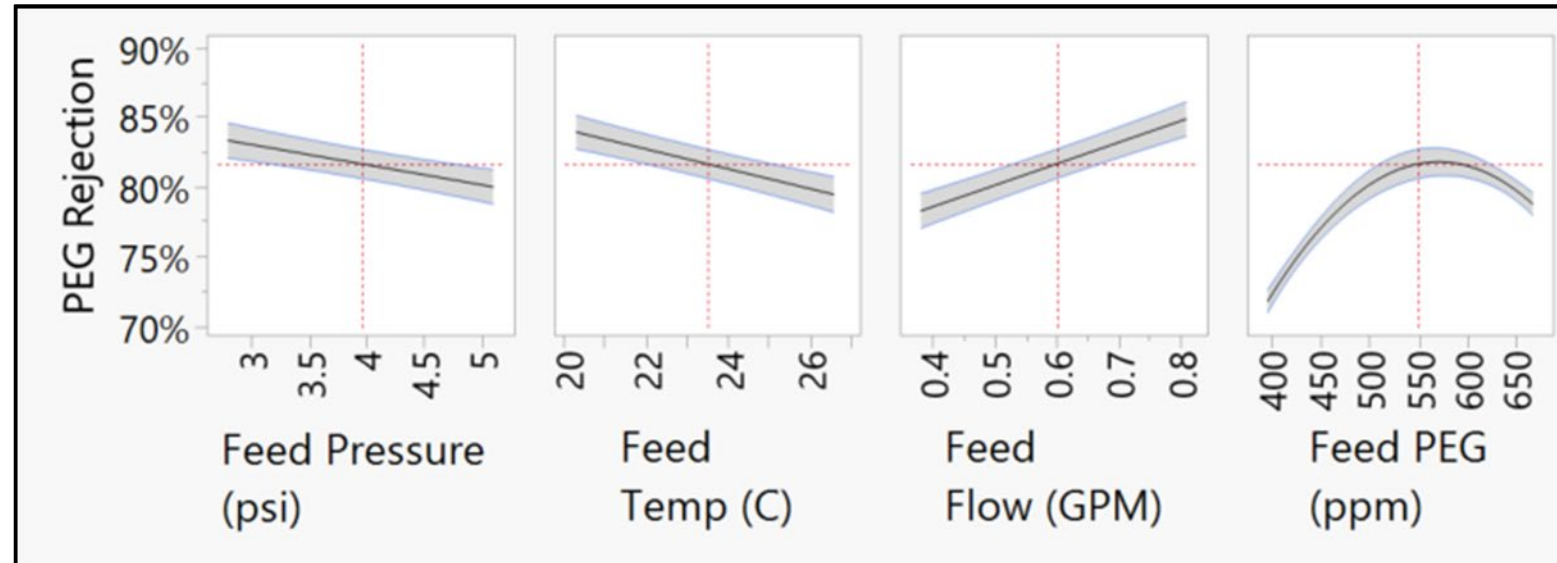 PEG Rejection
90%
85%
80%
75%
70%
3 3.5 4 4.5 5
20 22 24 26
0.4 0.5 0.6 0.7 0.8
400 450 500 550 600 650
Feed Pressure
(psi)
Feed
Temp (C)
Feed
Flow (GPM)
Feed PEG
(ppm)